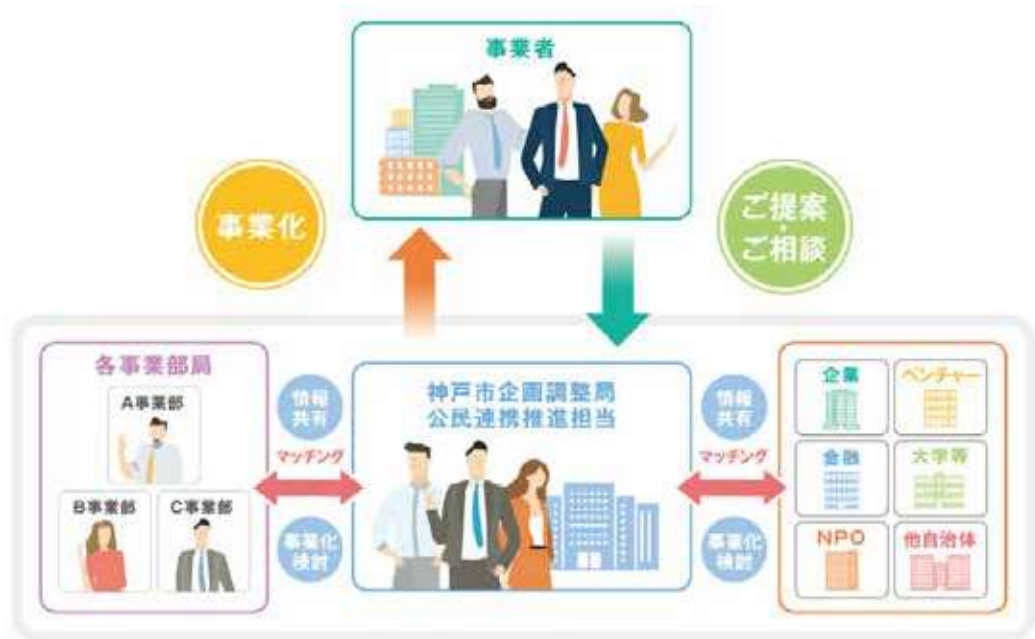 事業者
事業化
ご提案
・
ご相談
各事業部局
A事業部
B事業部
C事業部
情報
共有
マッチング
事業化
検討
神戸市企画調整局
公民連携推進担当
情報
共有
マッチング
事業化
検討
企業
ベンチャー
金融
大学等
NPO
他自治体